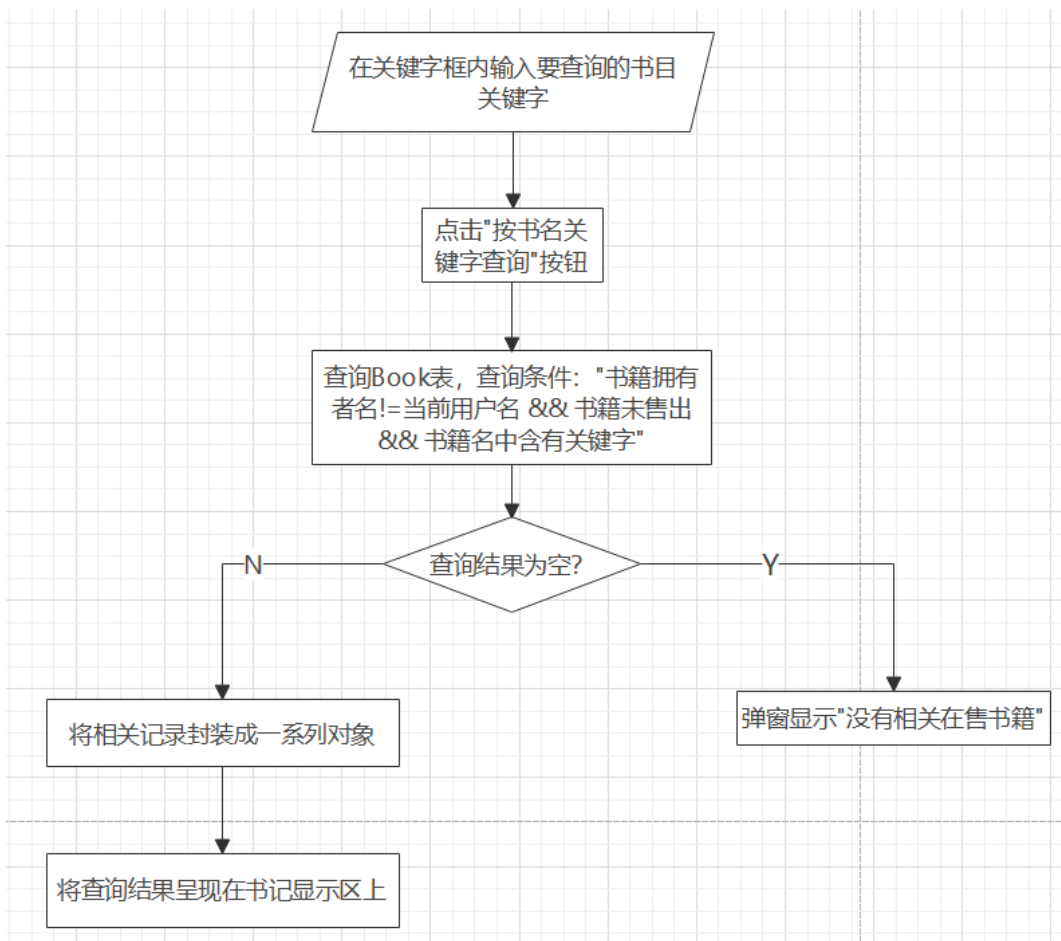 在关键字框内输入要查询的书目
关键字
点击"按书名关
键字查询"按钮
查询Book表，查询条件："书籍拥有
者名!=当前用户名 && 书籍未售出
&& 书籍名中含有关键字"
查询结果为空?
N
Y
将相关记录封装成一系列对象
弹窗显示"没有相关在售书籍"
将查询结果呈现在书记显示区上